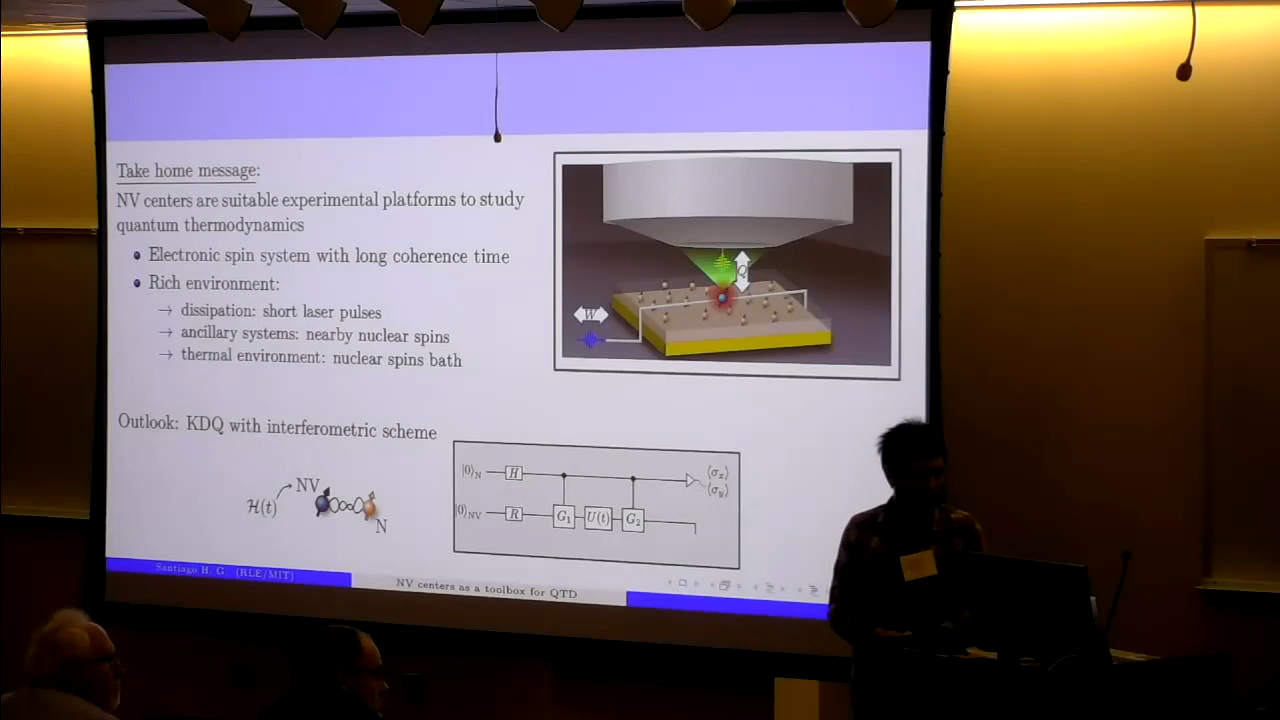 Take home message:
NV centers are suitable experimental platforms to study
quantum thermodynamics
• Electronic spin system with long coherence time
• Rich environment:
→ dissipation: short laser pulses
→ ancillary systems: nearby nuclear spins
→ thermal environment: nuclear spins bath
Q
W
Outlook: KDQ with interferometric scheme
H(t)
NV
N
|0⟩N H ⟨σx⟩
⟨σy⟩
|0⟩NV R G1 U(t) G2
Santiago H. G. (RLE/MIT)
NV centers as a toolbox for QTD